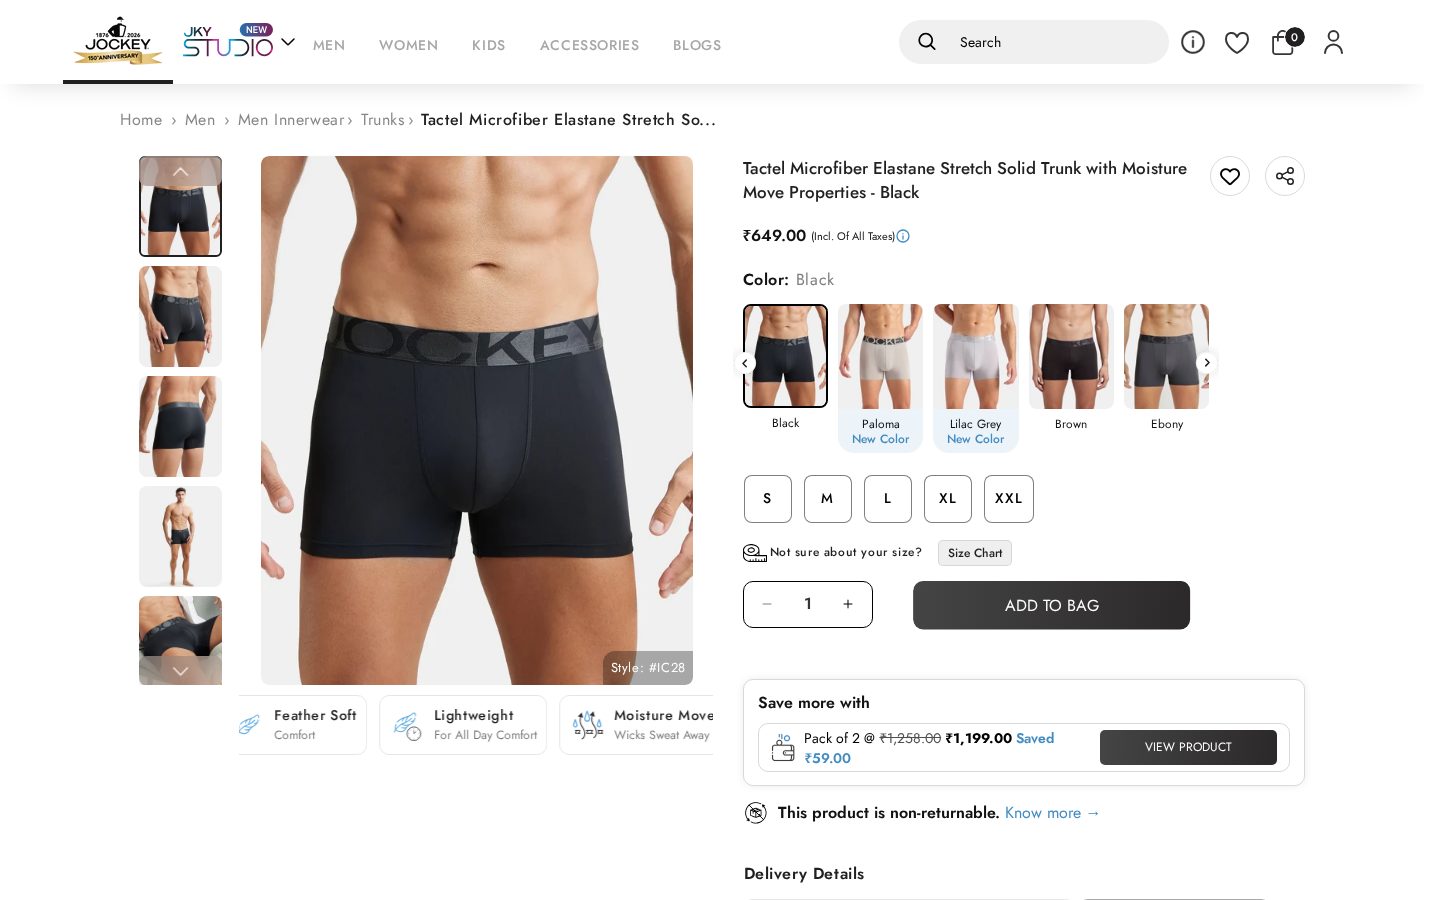 1876 2026
JOCKEY
150th ANNIVERSARY
JKY
STUDIO
NEW
MEN
WOMEN
KIDS
ACCESSORIES
BLOGS
Search
0
Home › Men › Men Innerwear › Trunks › Tactel Microfiber Elastane Stretch So...
JOCKEY
Style: #IC28
Feather Soft
Comfort
Lightweight
For All Day Comfort
Moisture Move
Wicks Sweat Away
Tactel Microfiber Elastane Stretch Solid Trunk with Moisture
Move Properties - Black
₹649.00 (Incl. Of All Taxes)
Color: Black
Black
Paloma
New Color
Lilac Grey
New Color
Brown
Ebony
S
M
L
XL
XXL
Not sure about your size?
Size Chart
1
ADD TO BAG
Save more with
Pack of 2 @ ₹1,258.00 ₹1,199.00 Saved
₹59.00
VIEW PRODUCT
This product is non-returnable. Know more →
Delivery Details